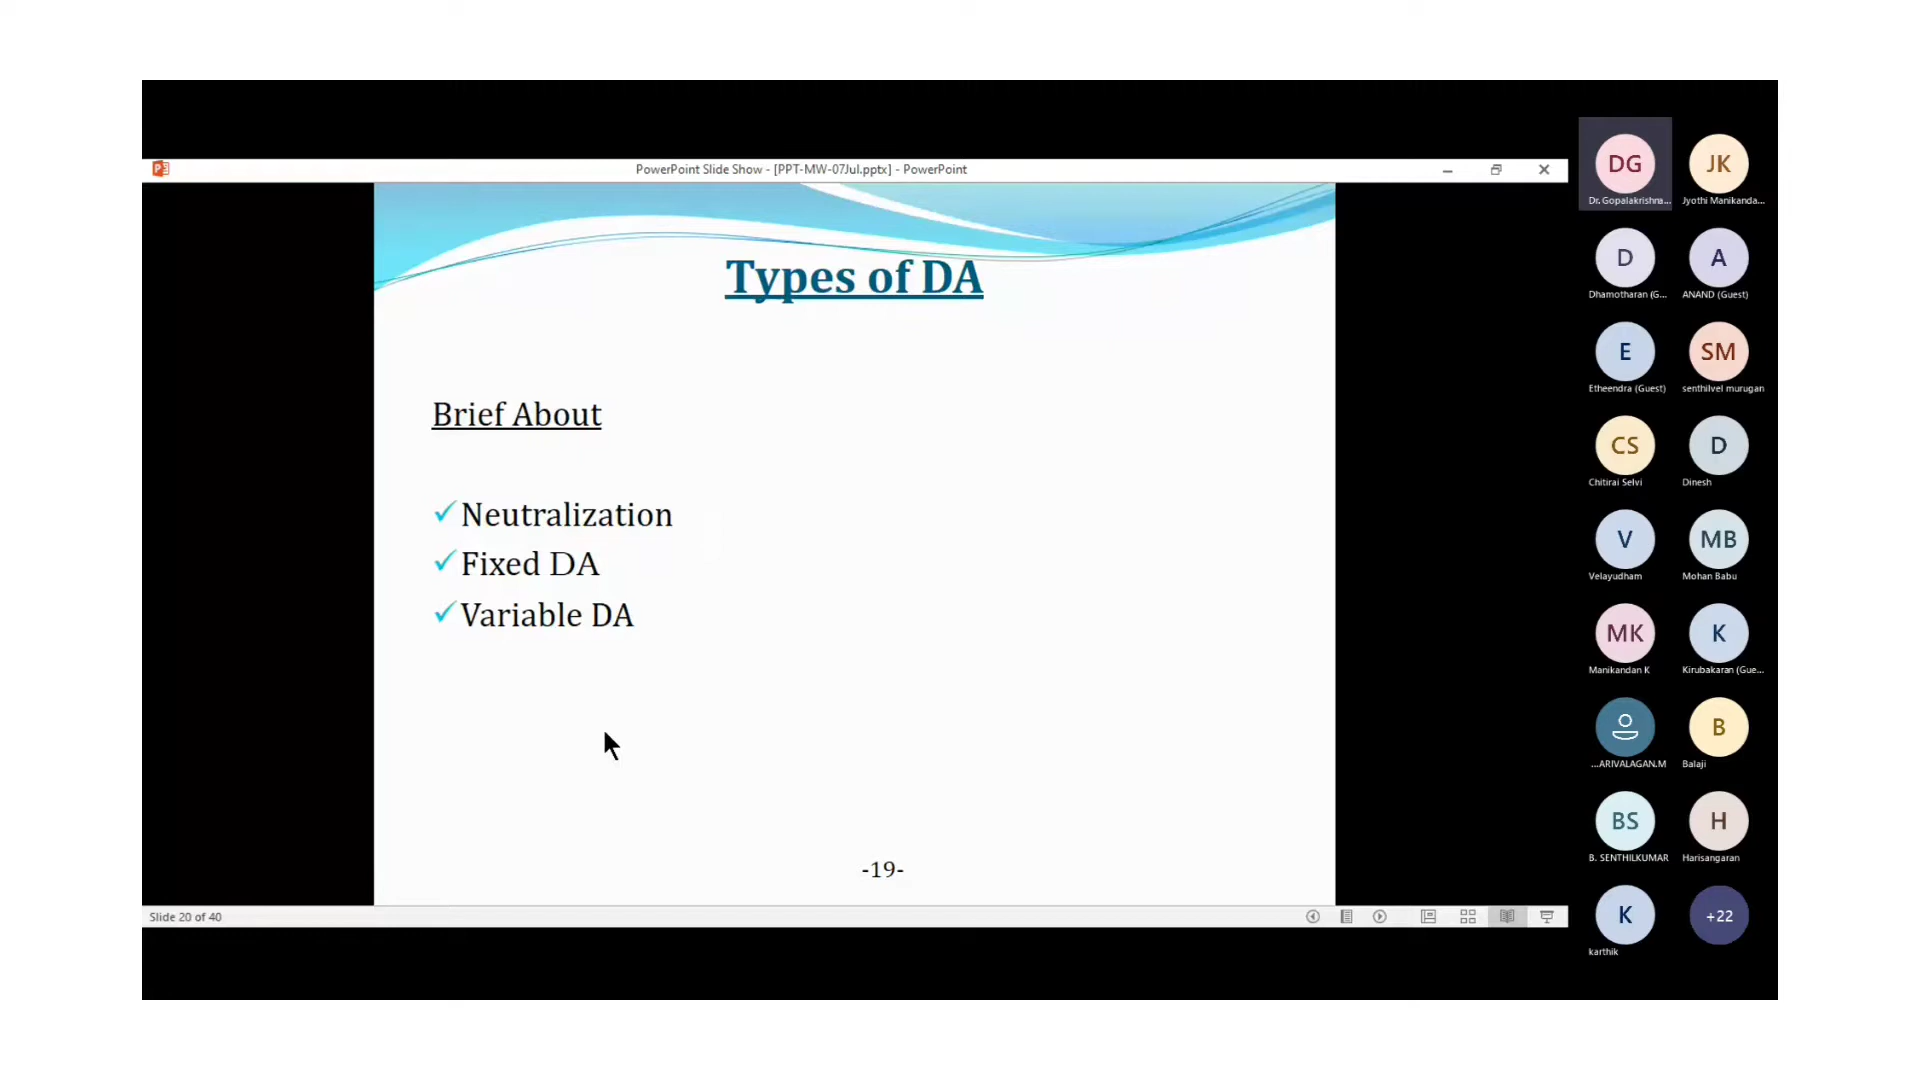 PowerPoint Slide Show - [PPT-MW-07Jul.pptx] - PowerPoint
Types of DA
Brief About
Neutralization
Fixed DA
Variable DA
-19-
Slide 20 of 40
DG
Dr. Gopalakrishna...
JK
Jyothi Manikanda...
D
Dhamotharan (G...
A
ANAND (Guest)
E
Etheendra (Guest)
SM
senthilvel murugan
CS
Chitirai Selvi
D
Dinesh
V
Velayudham
MB
Mohan Babu
MK
Manikandan K
K
Kirubakaran (Gue...
...ARIVALAGAN.M
B
Balaji
BS
B. SENTHILKUMAR
H
Harisangaran
K
karthik
+22